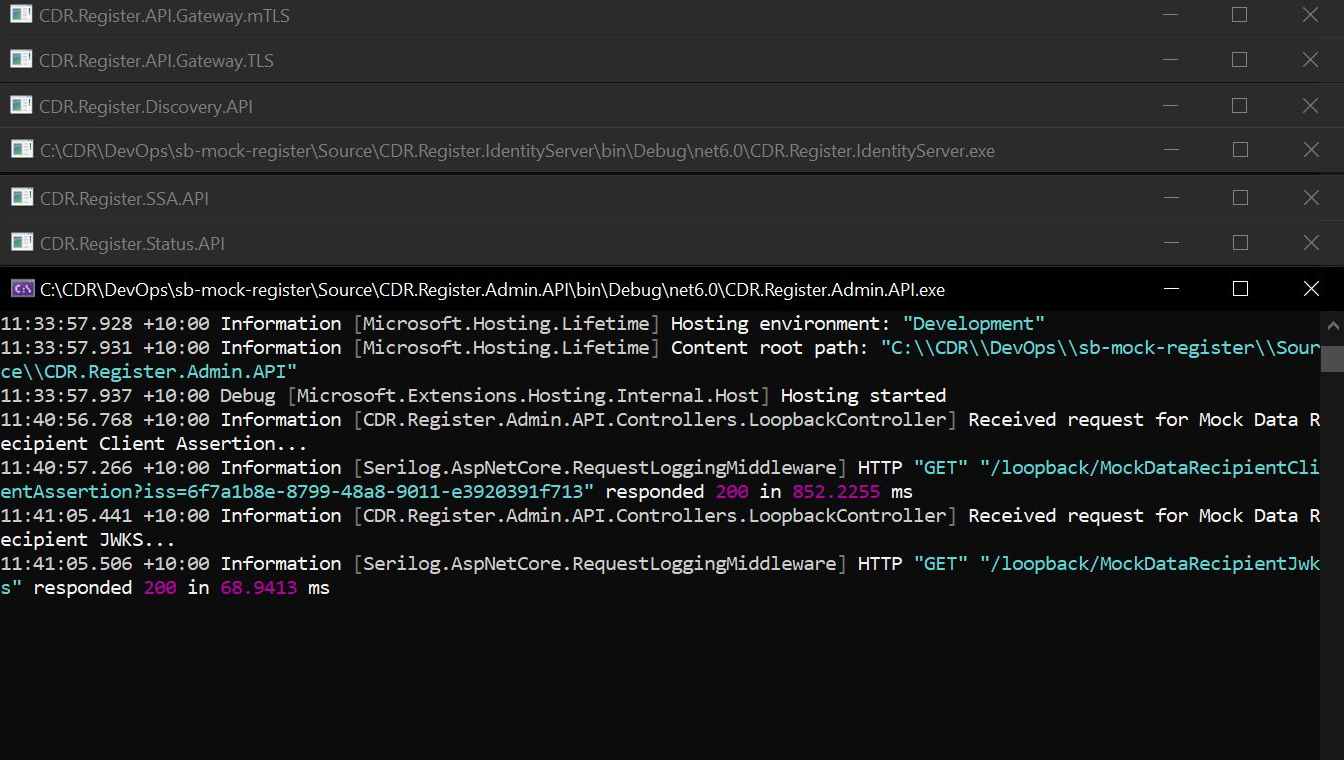 CDR.Register.API.Gateway.mTLS
CDR.Register.API.Gateway.TLS
CDR.Register.Discovery.API
C:\CDR\DevOps\sb-mock-register\Source\CDR.Register.IdentityServer\bin\Debug\net6.0\CDR.Register.IdentityServer.exe
CDR.Register.SSA.API
CDR.Register.Status.API
C:\CDR\DevOps\sb-mock-register\Source\CDR.Register.Admin.API\bin\Debug\net6.0\CDR.Register.Admin.API.exe
11:33:57.928 +10:00 Information [Microsoft.Hosting.Lifetime] Hosting environment: "Development"
11:33:57.931 +10:00 Information [Microsoft.Hosting.Lifetime] Content root path: "C:\\CDR\\DevOps\\sb-mock-register\\Sour
ce\\CDR.Register.Admin.API"
11:33:57.937 +10:00 Debug [Microsoft.Extensions.Hosting.Internal.Host] Hosting started
11:40:56.768 +10:00 Information [CDR.Register.Admin.API.Controllers.LoopbackController] Received request for Mock Data R
ecipient Client Assertion...
11:40:57.266 +10:00 Information [Serilog.AspNetCore.RequestLoggingMiddleware] HTTP "GET" "/loopback/MockDataRecipientCli
entAssertion?iss=6f7a1b8e-8799-48a8-9011-e3920391f713" responded 200 in 852.2255 ms
11:41:05.441 +10:00 Information [CDR.Register.Admin.API.Controllers.LoopbackController] Received request for Mock Data R
ecipient JWKS...
11:41:05.506 +10:00 Information [Serilog.AspNetCore.RequestLoggingMiddleware] HTTP "GET" "/loopback/MockDataRecipientJwk
s" responded 200 in 68.9413 ms